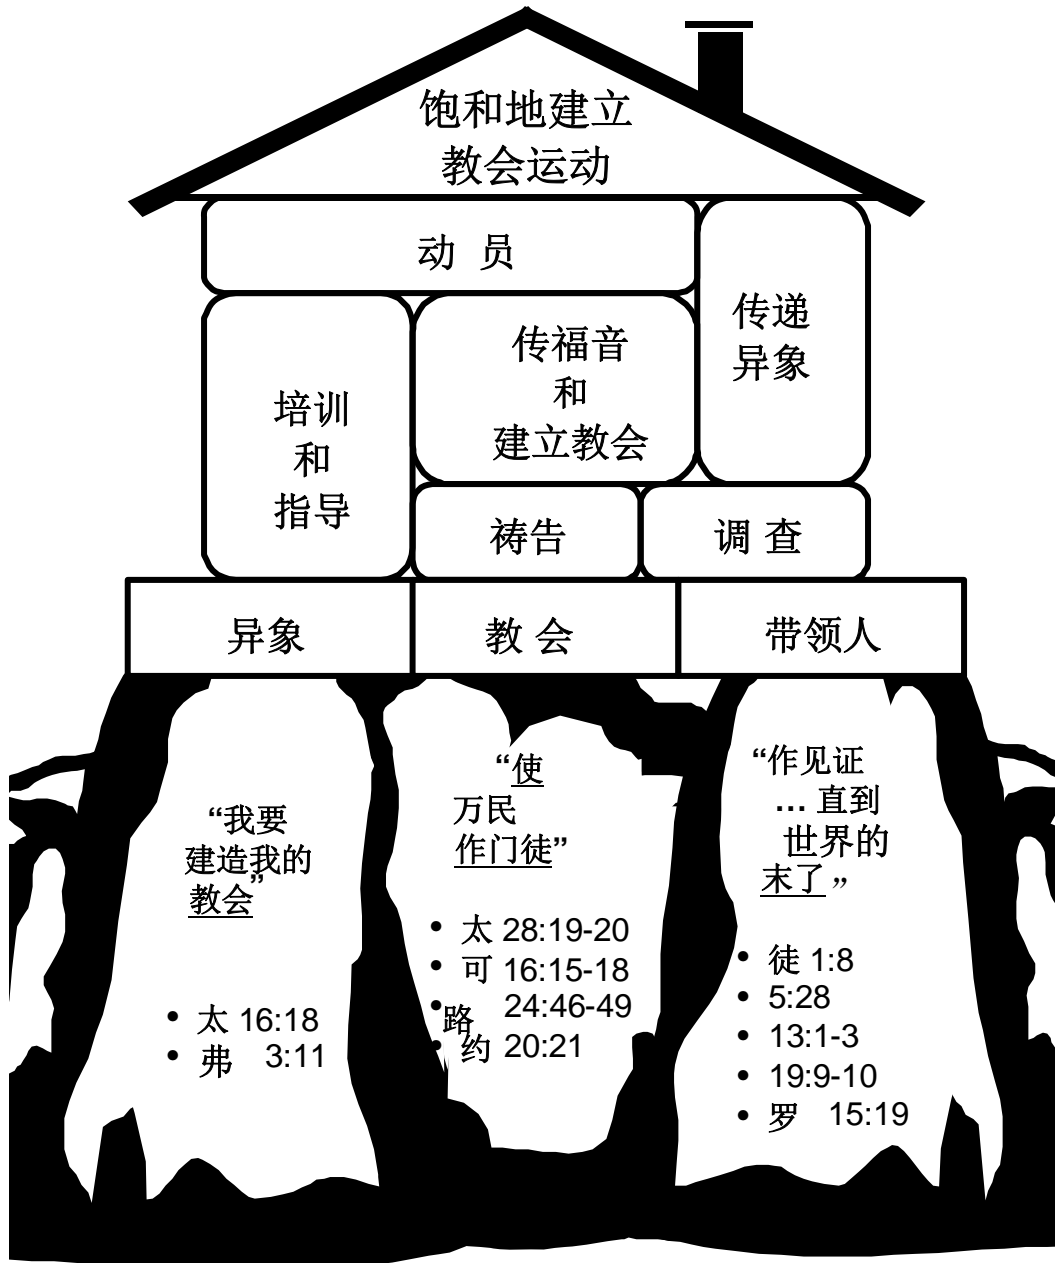 饱和地建立
教会运动
动 员
传递
异象
传福音
和
建立教会
培训
和
指导
祷告
调 查
异象
教 会
带领人
“我要
建造我的
教会”
• 太 16:18
• 弗 3:11
“使
万民
作门徒”
• 太 28:19-20
• 可 16:15-18
• 路 24:46-49
• 约 20:21
“作见证
... 直到
世界的
末了 ”
• 徒 1:8
• 5:28
• 13:1-3
• 19:9-10
• 罗 15:19